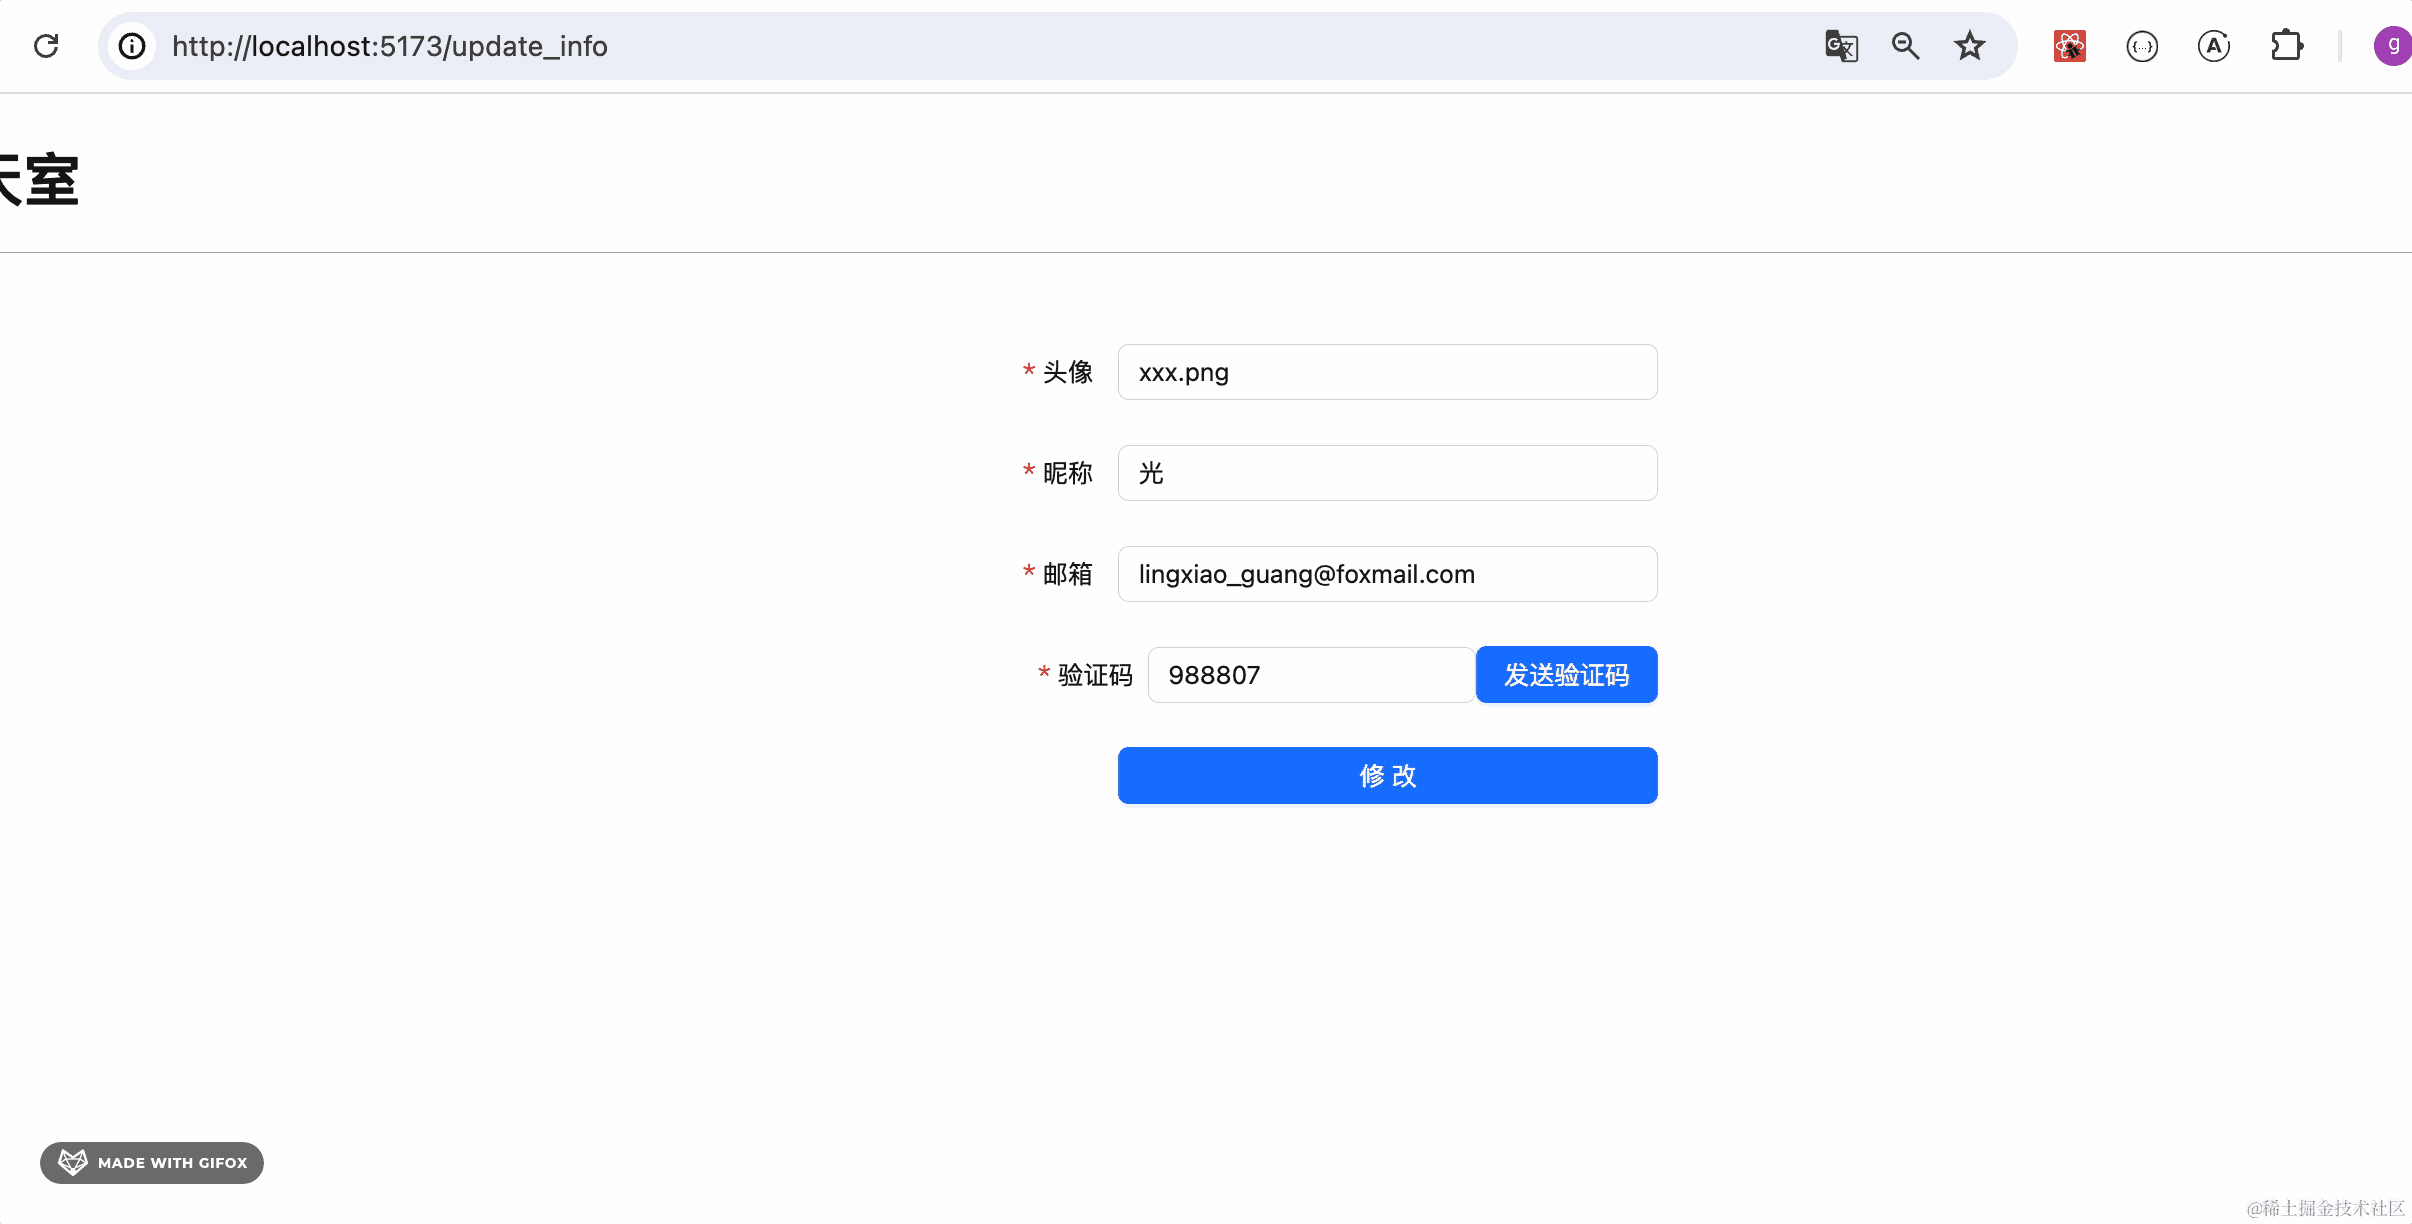 http://localhost:5173/update_info
g
天室
* 头像 xxx.png
* 昵称 光
* 邮箱 lingxiao_guang@foxmail.com
* 验证码 988807 发送验证码
修 改
MADE WITH GIFOX
@稀土掘金技术社区